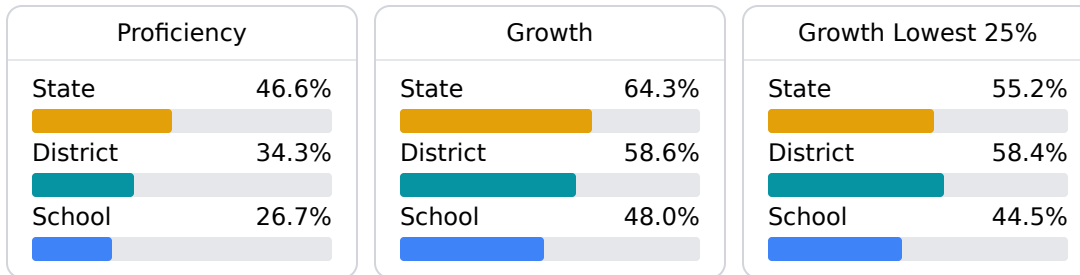 Proficiency
State 46.6%
District 34.3%
School 26.7%
Growth
State 64.3%
District 58.6%
School 48.0%
Growth Lowest 25%
State 55.2%
District 58.4%
School 44.5%